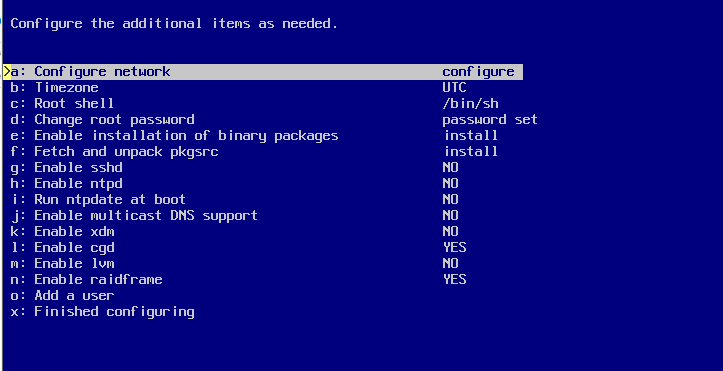 Configure the additional items as needed.
>a: Configure network configure
b: Timezone UTC
c: Root shell /bin/sh
d: Change root password password set
e: Enable installation of binary packages install
f: Fetch and unpack pkgsrc install
g: Enable sshd NO
h: Enable ntpd NO
i: Run ntpdate at boot NO
j: Enable multicast DNS support NO
k: Enable xdm NO
l: Enable cgd YES
m: Enable lvm NO
n: Enable raidframe YES
o: Add a user
x: Finished configuring